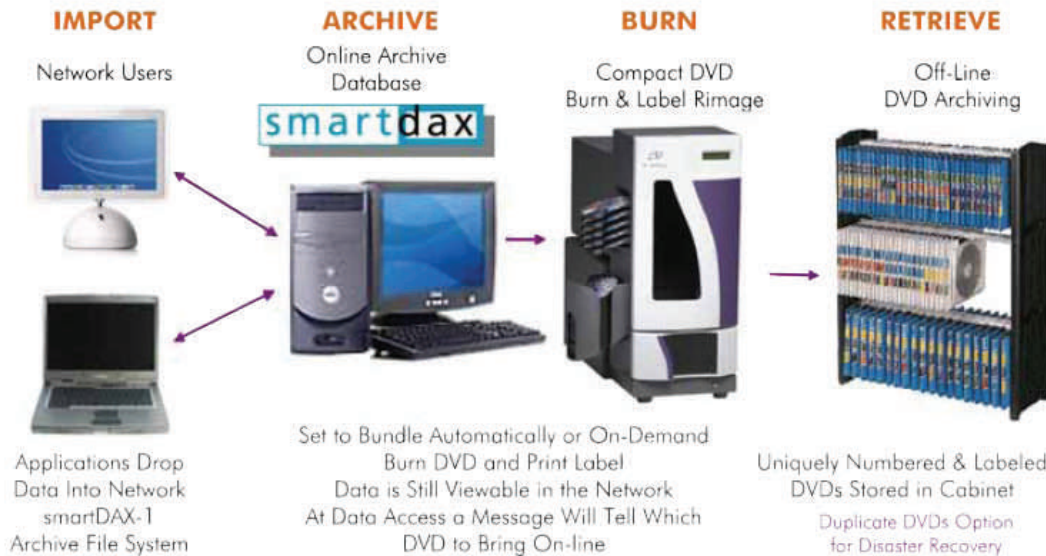 IMPORT
Network Users
Applications Drop
Data Into Network
smartDAX-1
Archive File System
ARCHIVE
Online Archive
Database
smartdax
BURN
Compact DVD
Burn & Label Rimage
Set to Bundle Automatically or On-Demand
Burn DVD and Print Label
Data is Still Viewable in the Network
At Data Access a Message Will Tell Which
DVD to Bring On-line
RETRIEVE
Off-Line
DVD Archiving
Uniquely Numbered & Labeled
DVDs Stored in Cabinet
Duplicate DVDs Option
for Disaster Recovery